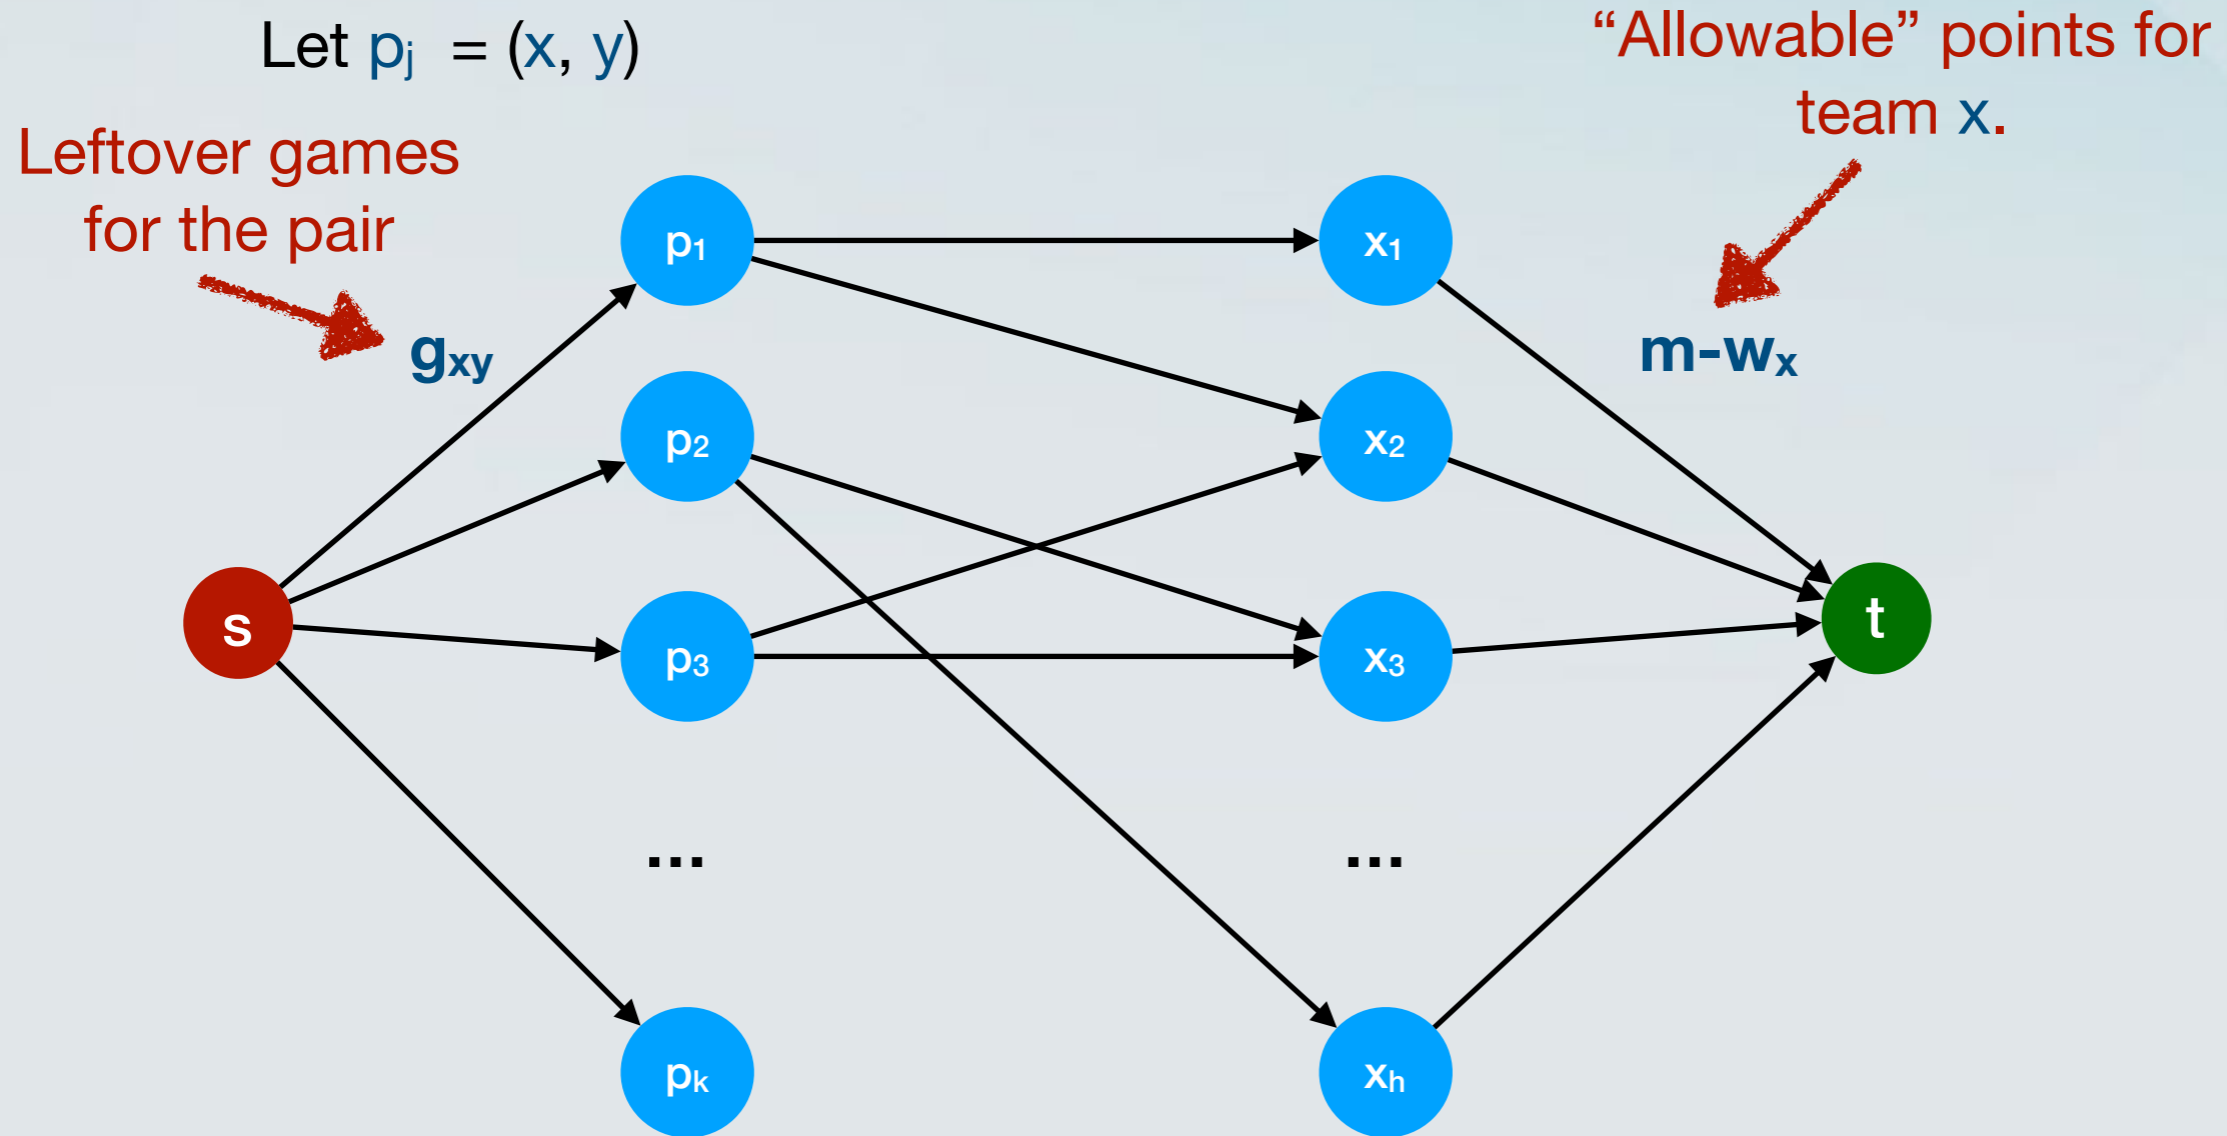 Let pⱼ = (x, y)
“Allowable” points for
team x.
Leftover games
for the pair
p₁
x₁
gₓᵧ
m-wₓ
p₂
x₂
s
p₃
x₃
t
...
...
pₖ
xₕ